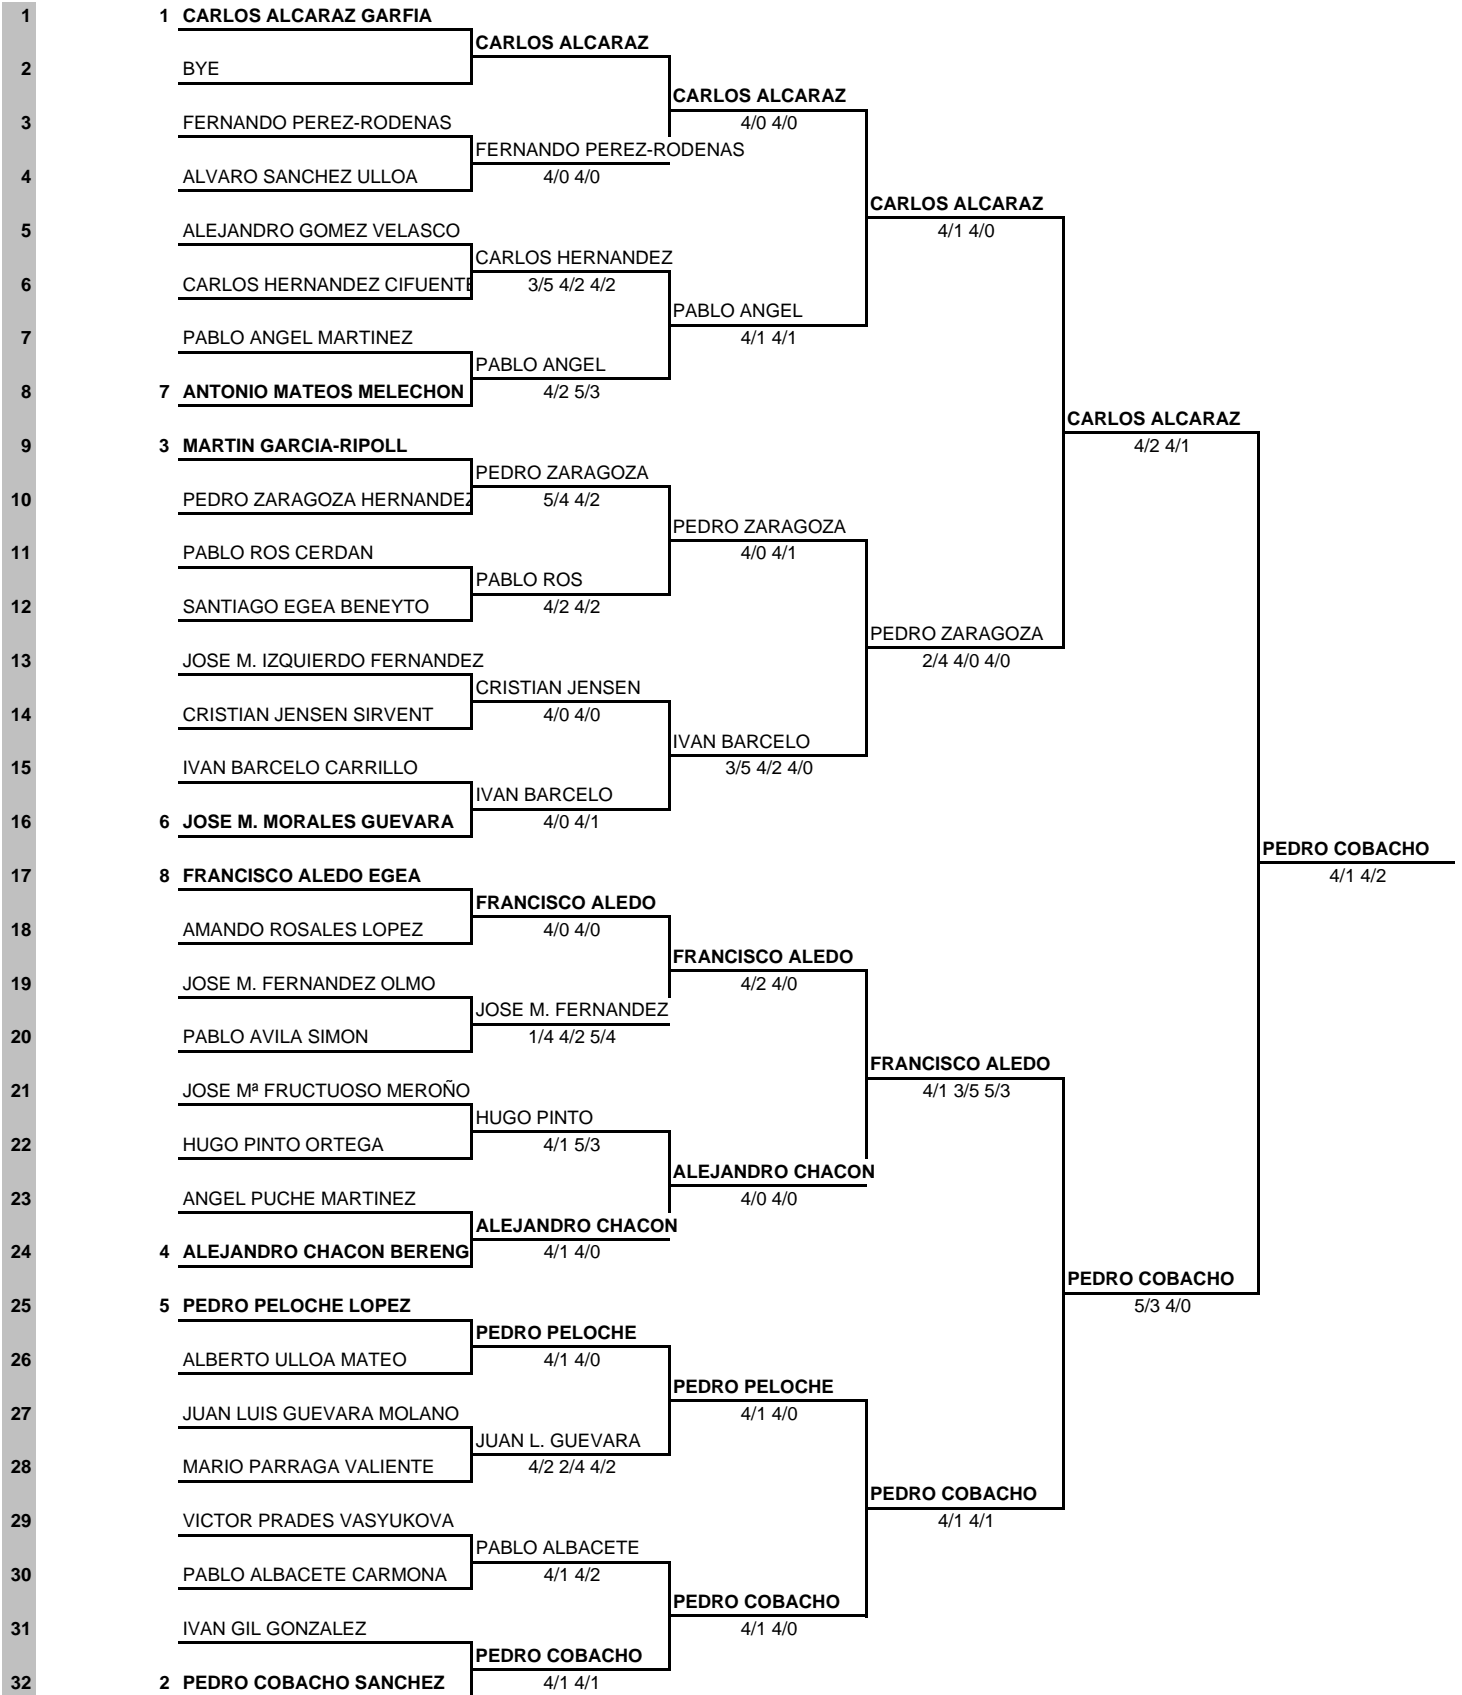 1 1 CARLOS ALCARAZ GARFIA
CARLOS ALCARAZ
2 BYE
CARLOS ALCARAZ
3 FERNANDO PEREZ-RODENAS 4/0 4/0
FERNANDO PEREZ-RODENAS
4 ALVARO SANCHEZ ULLOA 4/0 4/0
CARLOS ALCARAZ
5 ALEJANDRO GOMEZ VELASCO 4/1 4/0
CARLOS HERNANDEZ
6 CARLOS HERNANDEZ CIFUENTE 3/5 4/2 4/2
PABLO ANGEL
7 PABLO ANGEL MARTINEZ 4/1 4/1
PABLO ANGEL
8 7 ANTONIO MATEOS MELECHON 4/2 5/3
CARLOS ALCARAZ
9 3 MARTIN GARCIA-RIPOLL 4/2 4/1
PEDRO ZARAGOZA
10 PEDRO ZARAGOZA HERNANDEZ 5/4 4/2
PEDRO ZARAGOZA
11 PABLO ROS CERDAN 4/0 4/1
PABLO ROS
12 SANTIAGO EGEA BENEYTO 4/2 4/2
PEDRO ZARAGOZA
13 JOSE M. IZQUIERDO FERNANDEZ 2/4 4/0 4/0
CRISTIAN JENSEN
14 CRISTIAN JENSEN SIRVENT 4/0 4/0
IVAN BARCELO
15 IVAN BARCELO CARRILLO 3/5 4/2 4/0
IVAN BARCELO
16 6 JOSE M. MORALES GUEVARA 4/0 4/1
PEDRO COBACHO
17 8 FRANCISCO ALEDO EGEA 4/1 4/2
FRANCISCO ALEDO
18 AMANDO ROSALES LOPEZ 4/0 4/0
FRANCISCO ALEDO
19 JOSE M. FERNANDEZ OLMO 4/2 4/0
JOSE M. FERNANDEZ
20 PABLO AVILA SIMON 1/4 4/2 5/4
FRANCISCO ALEDO
21 JOSE Mª FRUCTUOSO MEROÑO 4/1 3/5 5/3
HUGO PINTO
22 HUGO PINTO ORTEGA 4/1 5/3
ALEJANDRO CHACON
23 ANGEL PUCHE MARTINEZ 4/0 4/0
ALEJANDRO CHACON
24 4 ALEJANDRO CHACON BERENG 4/1 4/0
PEDRO COBACHO
25 5 PEDRO PELOCHE LOPEZ 5/3 4/0
PEDRO PELOCHE
26 ALBERTO ULLOA MATEO 4/1 4/0
PEDRO PELOCHE
27 JUAN LUIS GUEVARA MOLANO 4/1 4/0
JUAN L. GUEVARA
28 MARIO PARRAGA VALIENTE 4/2 2/4 4/2
PEDRO COBACHO
29 VICTOR PRADES VASYUKOVA 4/1 4/1
PABLO ALBACETE
30 PABLO ALBACETE CARMONA 4/1 4/2
PEDRO COBACHO
31 IVAN GIL GONZALEZ 4/1 4/0
PEDRO COBACHO
32 2 PEDRO COBACHO SANCHEZ 4/1 4/1